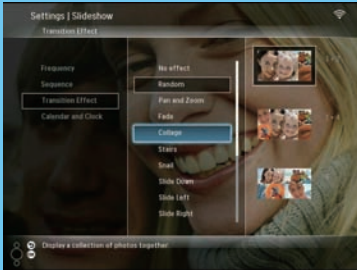 Settings | Slideshow
Transition Effect
Frequency
Sequence
Transition Effect
Calendar and Clock
No effect
Random
Pan and Zoom
Fade
Collage
Stairs
Snail
Slide Down
Slide Left
Slide Right
Display a collection of photos together.